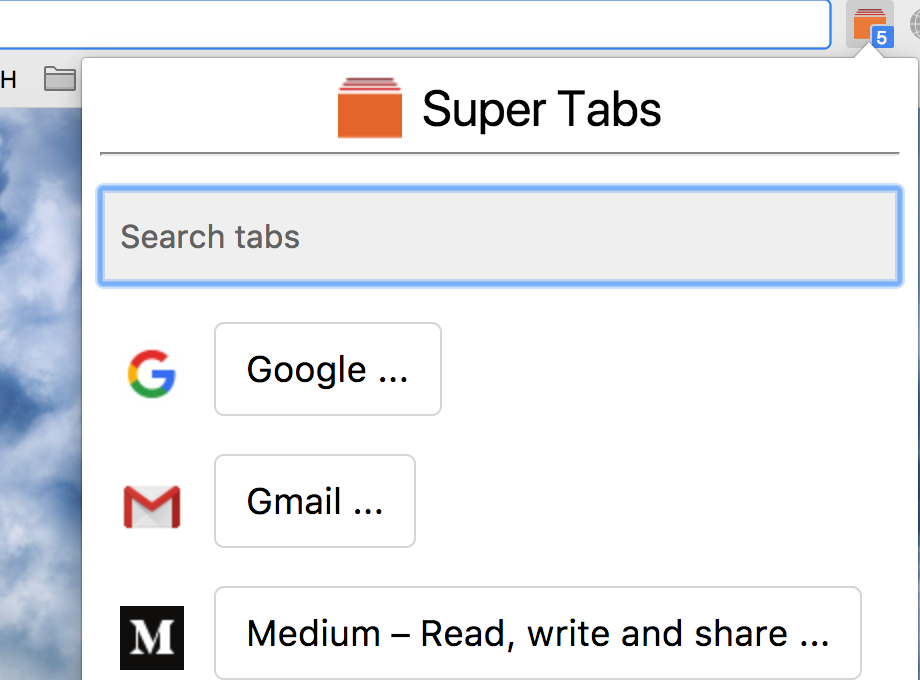 5
H
Super Tabs
Search tabs
Google ...
Gmail ...
M
Medium – Read, write and share ...